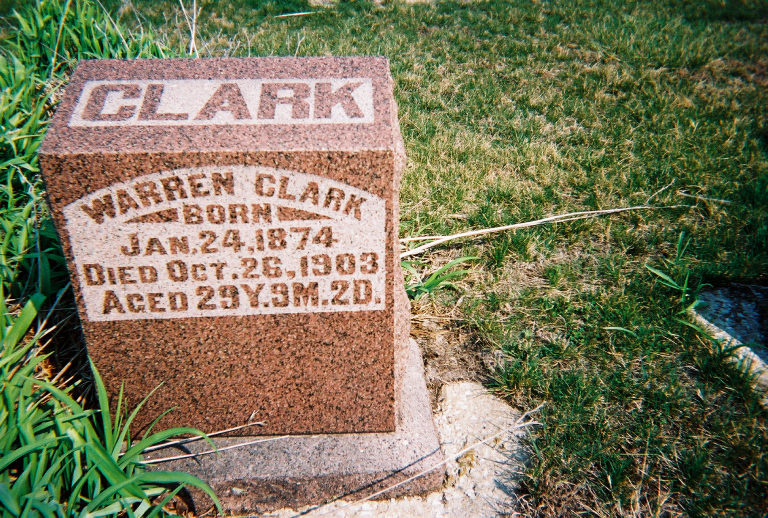 CLARK
WARREN CLARK
BORN
JAN. 24, 1874
DIED OCT. 26, 1903
AGED 29Y. 9M. 2D.